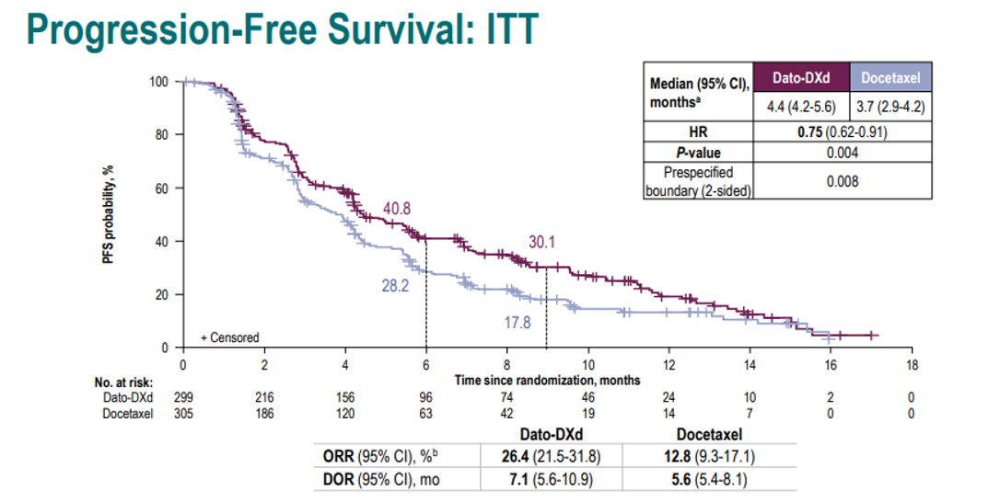 Progression-Free Survival: ITT
Median (95% CI), monthsᵃ Dato-DXd Docetaxel
4.4 (4.2-5.6) 3.7 (2.9-4.2)
HR 0.75 (0.62-0.91)
P-value 0.004
Prespecified boundary (2-sided) 0.008
PFS probability, %
100
80
60
40
20
0
40.8
30.1
28.2
17.8
+ Censored
0 2 4 6 8 10 12 14 16 18
Time since randomization, months
No. at risk:
Dato-DXd 299 216 156 96 74 46 24 10 2 0
Docetaxel 305 186 120 63 42 19 14 7 0 0
Dato-DXd Docetaxel
ORR (95% CI), %ᵇ 26.4 (21.5-31.8) 12.8 (9.3-17.1)
DOR (95% CI), mo 7.1 (5.6-10.9) 5.6 (5.4-8.1)